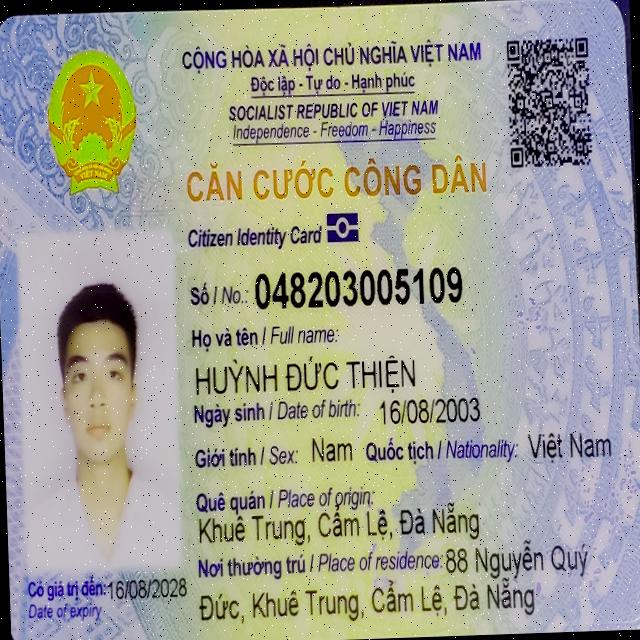 CỘNG HÒA XÃ HỘI CHỦ NGHĨA VIỆT NAM
Độc lập - Tự do - Hạnh phúc
SOCIALIST REPUBLIC OF VIET NAM
Independence - Freedom - Happiness
CĂN CƯỚC CÔNG DÂN
Citizen Identity Card
Số / No.: 048203005109
Họ và tên / Full name:
HUỲNH ĐỨC THIỆN
Ngày sinh / Date of birth: 16/08/2003
Giới tính / Sex: Nam Quốc tịch / Nationality: Việt Nam
Quê quán / Place of origin:
Khuê Trung, Cẩm Lệ, Đà Nẵng
Nơi thường trú / Place of residence: 88 Nguyễn Quý
Đức, Khuê Trung, Cẩm Lệ, Đà Nẵng
Có giá trị đến: 16/08/2028
Date of expiry
VIỆT NAM